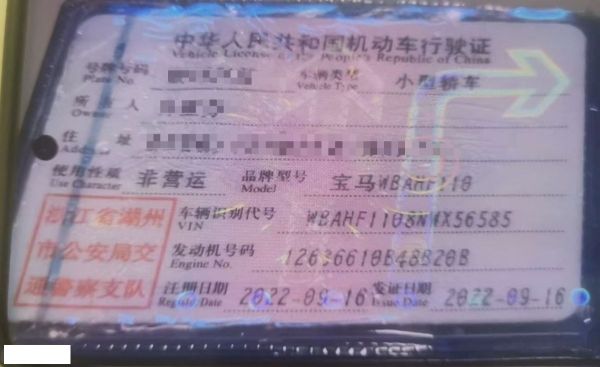 中华人民共和国机动车行驶证
Vehicle License of the People's Republic of China
号牌号码
Plate No.
车辆类型 小型轿车
Vehicle Type
所有人
Owner
住址
Address
使用性质 非营运 品牌型号 宝马WBAHF110
Use Character Model
浙江省湖州
市公安局交
通警察支队
车辆识别代号 WBAHF1108NMX56585
VIN
发动机号码 12636610B48B20B
Engine No.
注册日期 2022-09-16 发证日期 2022-09-16
Register Date Issue Date